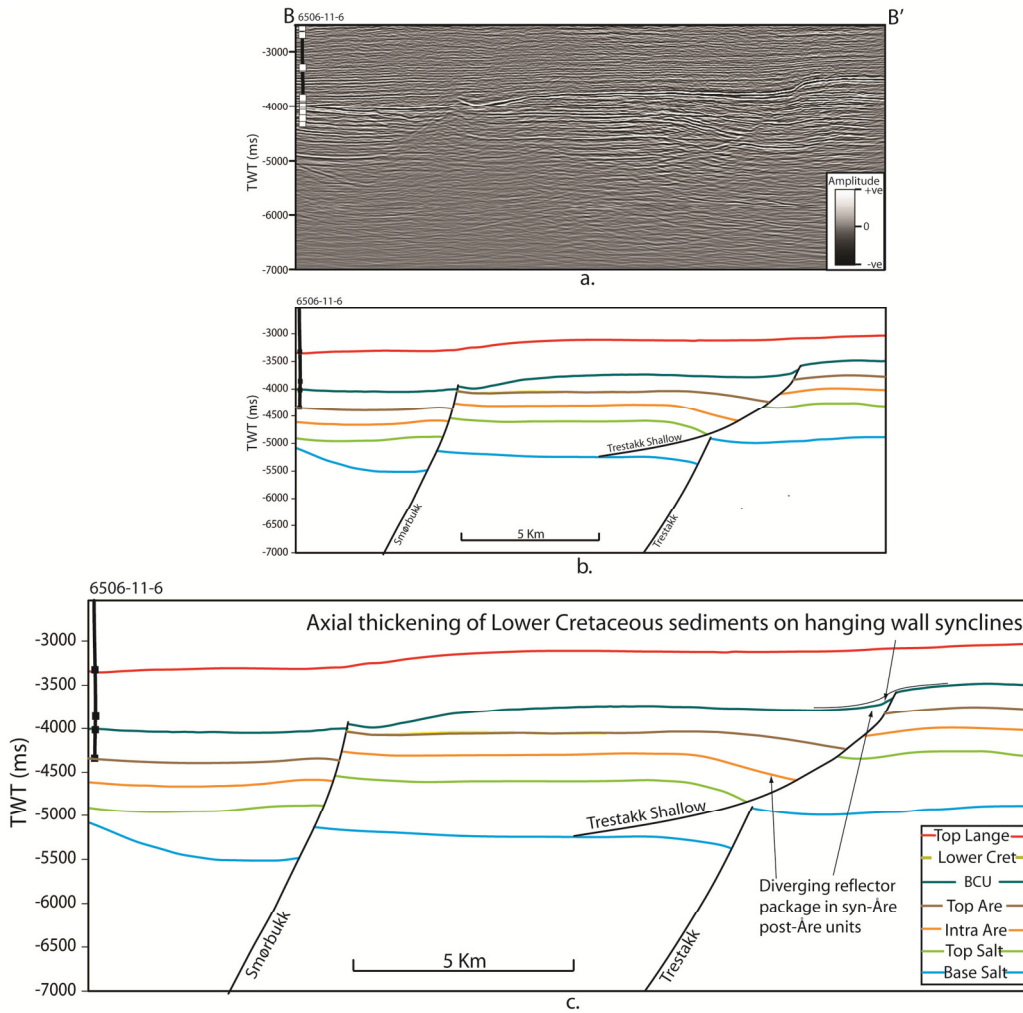 B
6506-11-6
B'
-3000
-4000
-5000
-6000
-7000
TWT (ms)
Amplitude
+ve
0
-ve
a.
6506-11-6
-3000
-3500
-4000
-4500
-5000
-5500
-6000
-6500
-7000
TWT (ms)
Trestakk Shallow
Smørbukk
Trestakk
5 Km
b.
6506-11-6
Axial thickening of Lower Cretaceous sediments on hanging wall synclines
-3000
-3500
-4000
-4500
-5000
-5500
-6000
-6500
-7000
TWT (ms)
Trestakk Shallow
Smørbukk
Trestakk
5 Km
Diverging reflector
package in syn-Åre
post-Åre units
Top Lange
Lower Cret
BCU
Top Are
Intra Are
Top Salt
Base Salt
c.